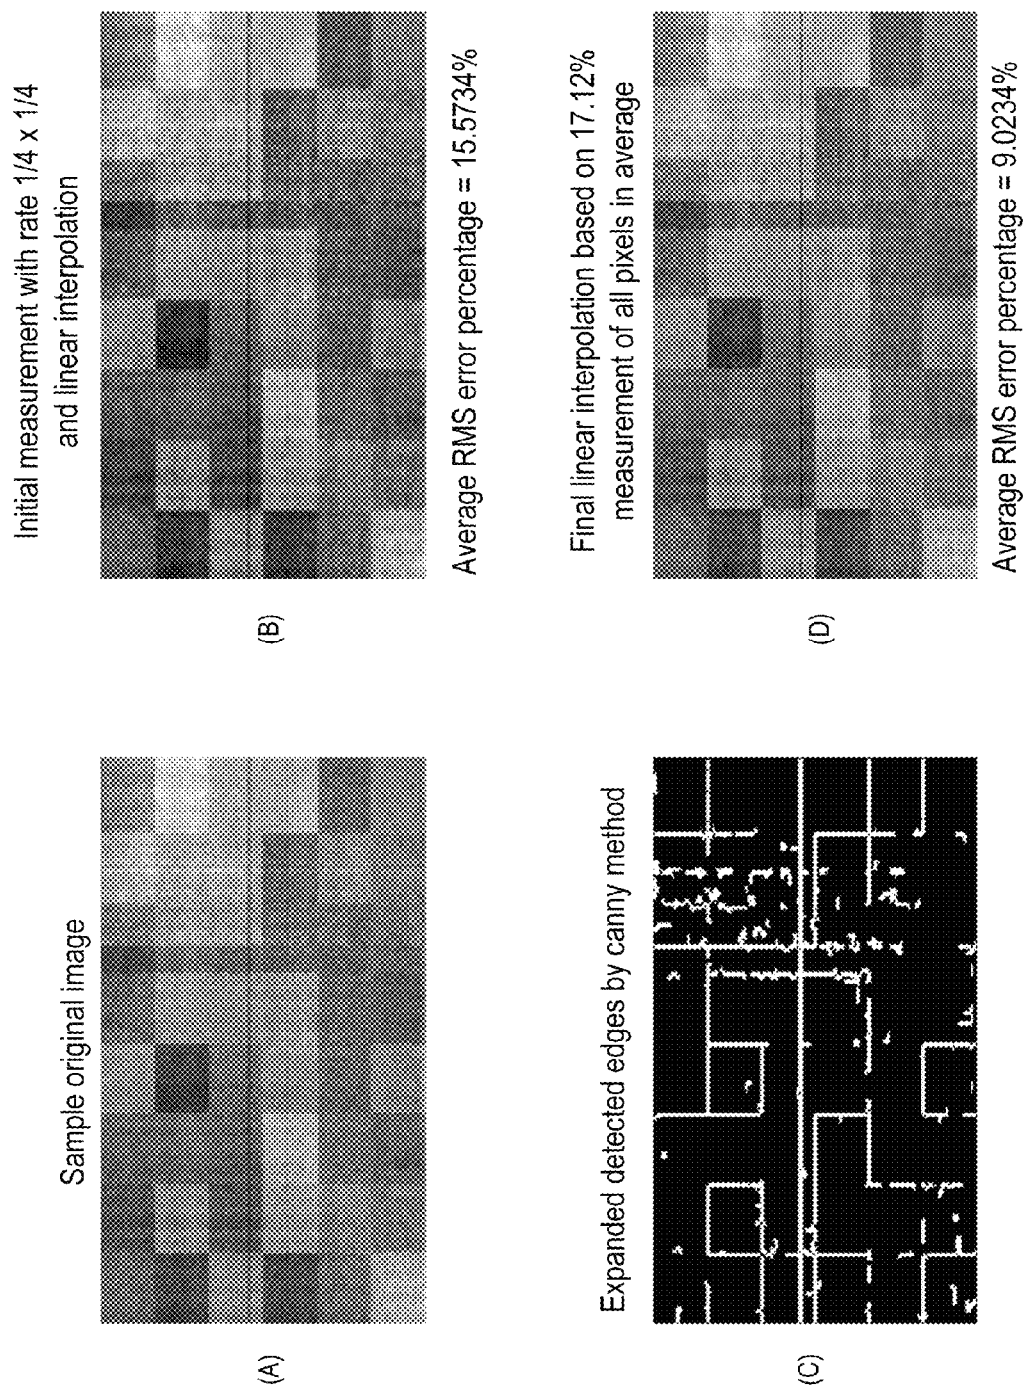 Sample original image
(A)
Initial measurement with rate 1/4 x 1/4
and linear interpolation
(B)
Average RMS error percentage = 15.5734%
Expanded detected edges by canny method
(C)
Final linear interpolation based on 17.12%
measurement of all pixels in average
(D)
Average RMS error percentage = 9.0234%